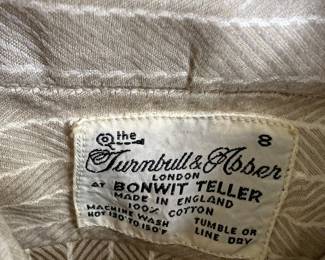 the 8
Turnbull & Asser
LONDON
AT BONWIT TELLER
MADE IN ENGLAND
100% COTTON
MACHINE WASH TUMBLE OR
HOT 130° TO 150°F LINE DRY